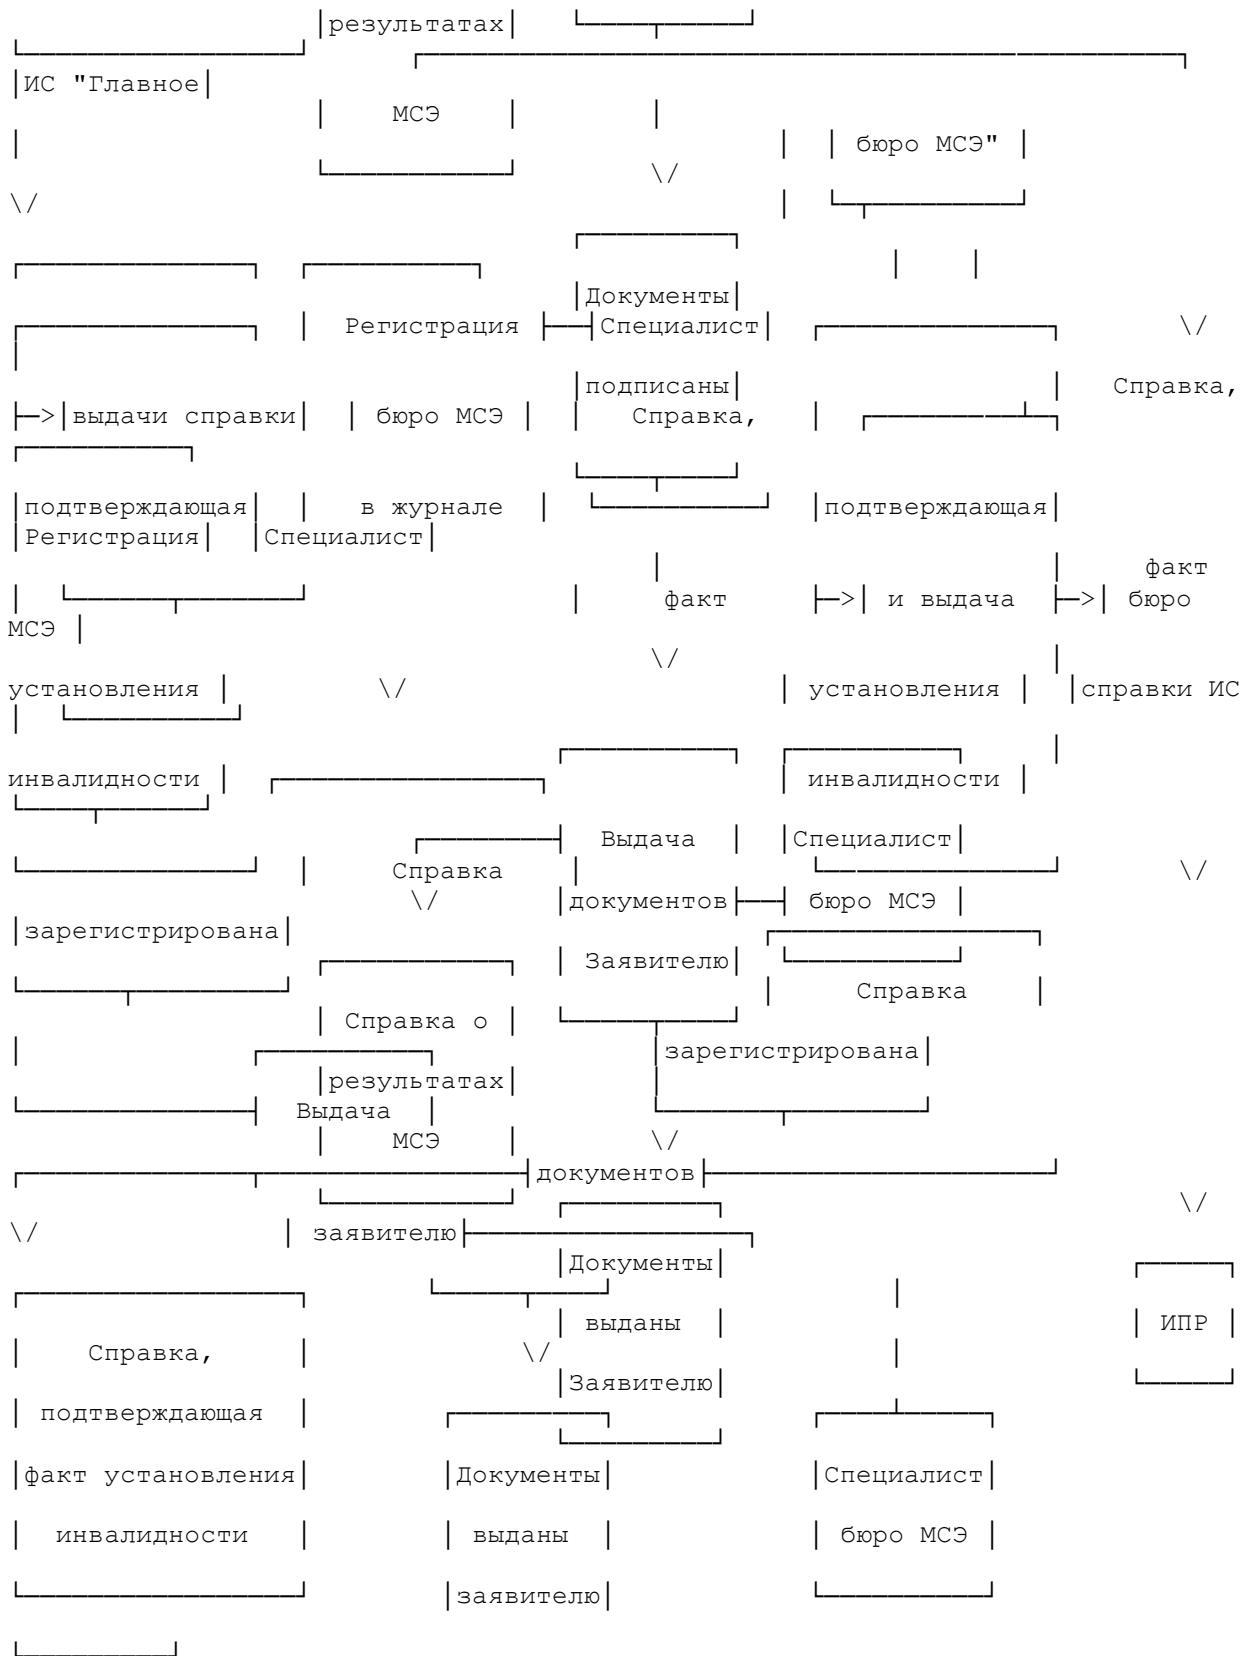 │результатах│ └─────┬─────┘
│ИС "Главное│
│ МСЭ │ │
│ │ │ бюро МСЭ" │
└───────────┘ \/
\/ │ └─┬─────────┘
│Документы│
│ Регистрация ├──┤Специалист│ \/
│подписаны│ │ Справка,
├─>│выдачи справки│ │ бюро МСЭ │ │ Справка, │
│подтверждающая│ │ в журнале │ └──────────┘ │подтверждающая│
│Регистрация│ │Специалист│
│ │ факт
│ └──────┬───────┘ │ факт ├─>│ и выдача ├─>│ бюро
МСЭ │
\/ │
установления │ \/ │ установления │ │справки ИС
инвалидности │ │ инвалидности │
┌─────────┤ Выдача │ │Специалист│
│ Справка │ \/
\/ │документов├──┤ бюро МСЭ │
│зарегистрирована│
│ Заявителю│ └──────────┘
│ Справка │
│ Справка о │
│ │зарегистрирована│
│результатах│ │
└──────────────┤ Выдача │
│ МСЭ │ \/
┤документов├
\/
\/ │ заявителю├
│Документы│
│ выданы │ │ ИПР │
│ Справка, │ \/ │
│Заявителю│
│ подтверждающая │
│факт установления│ │Документы│ │Специалист│
│ инвалидности │ │ выданы │ │ бюро МСЭ │
│заявителю│